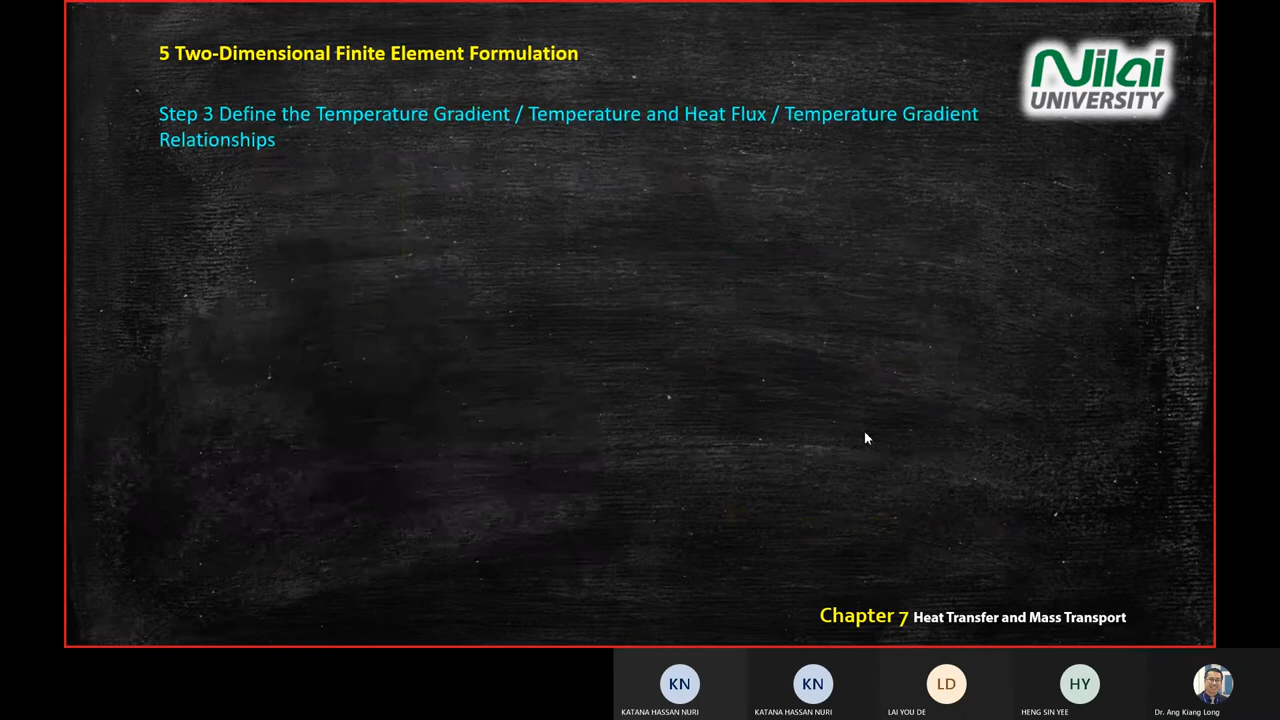 5 Two-Dimensional Finite Element Formulation
Nilai
UNIVERSITY
Step 3 Define the Temperature Gradient / Temperature and Heat Flux / Temperature Gradient
Relationships
Chapter 7 Heat Transfer and Mass Transport
KN
KN
LD
HY
KATANA HASSAN NURI
KATANA HASSAN NURI
LAI YOU DE
HENG SIN YEE
Dr. Ang Kiang Long